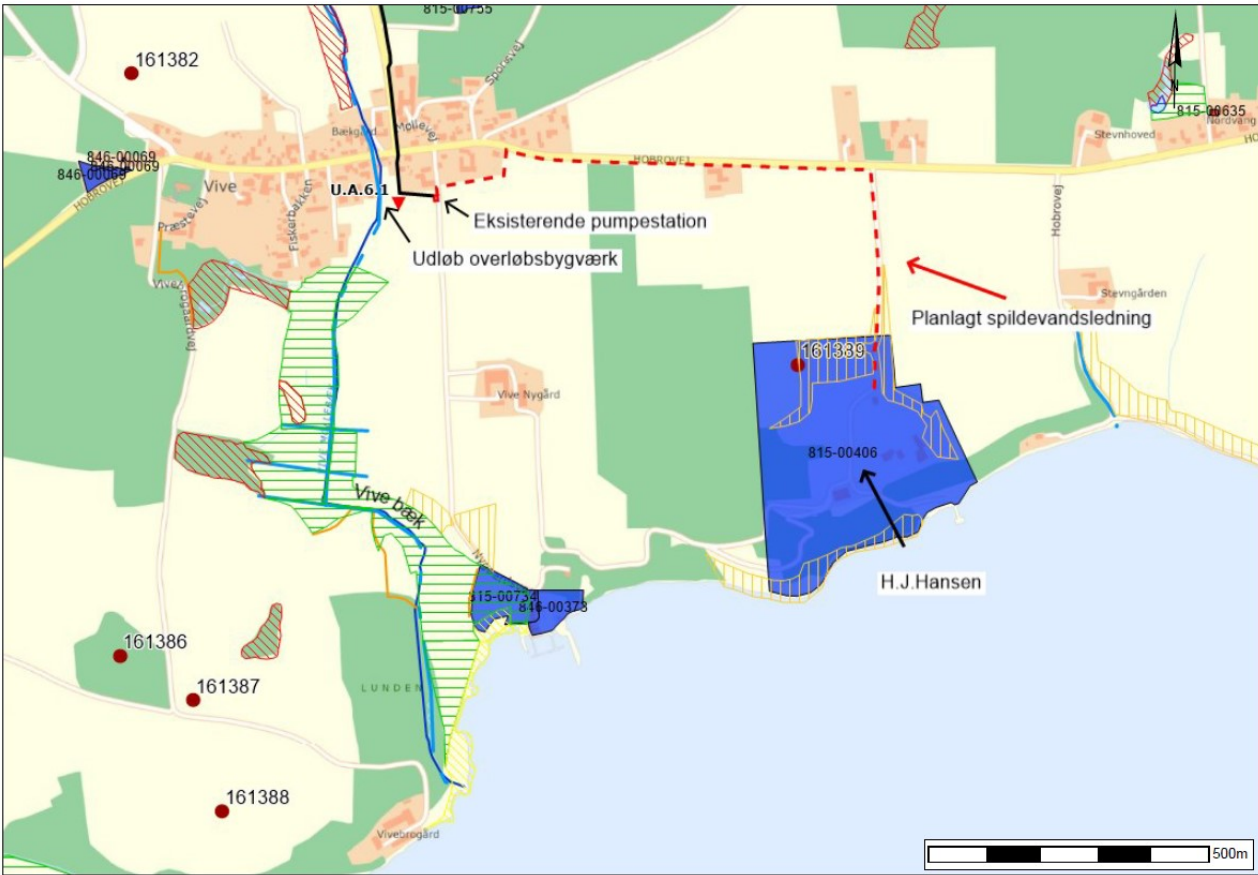 815-00755
161382
Sporsvej
N
815-00635
Nordvang
Bækgård
Møllevej
Stevnhoved
HOBROVEJ
846-00069
846-00069
846-00069
HOBROVEJ
Vive
U.A.6.1
Præstevej
Fiskerbakken
Eksisterende pumpestation
Hobrovej
Udløb overløbsbygværk
Vivebrogaardvej
Stevngården
Planlagt spildevandsledning
161339
Vive Nygård
815-00406
Vive bæk
H.J.Hansen
815-00734
846-00373
161386
161387
LUNDEN
161388
Vivebrogård
500m